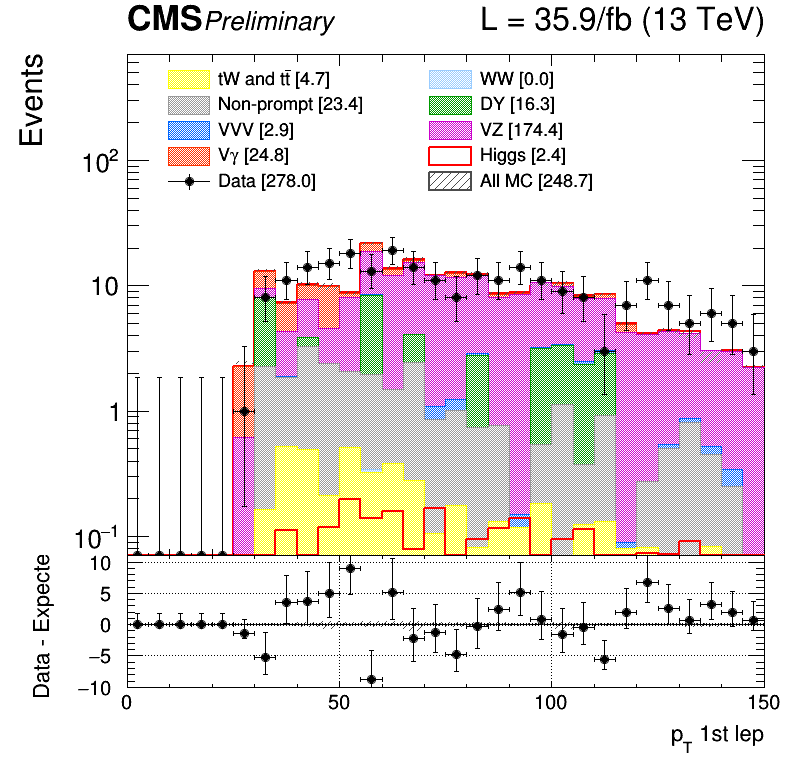 CMS Preliminary L = 35.9/fb (13 TeV)
Events
tW and tt̄ [4.7] WW [0.0]
Non-prompt [23.4] DY [16.3]
VVV [2.9] VZ [174.4]
Vγ [24.8] Higgs [2.4]
Data [278.0] All MC [248.7]
10²
10
1
10⁻¹
Data - Expecte
10
5
0
−5
−10
0 50 100 150
p_T 1st lep